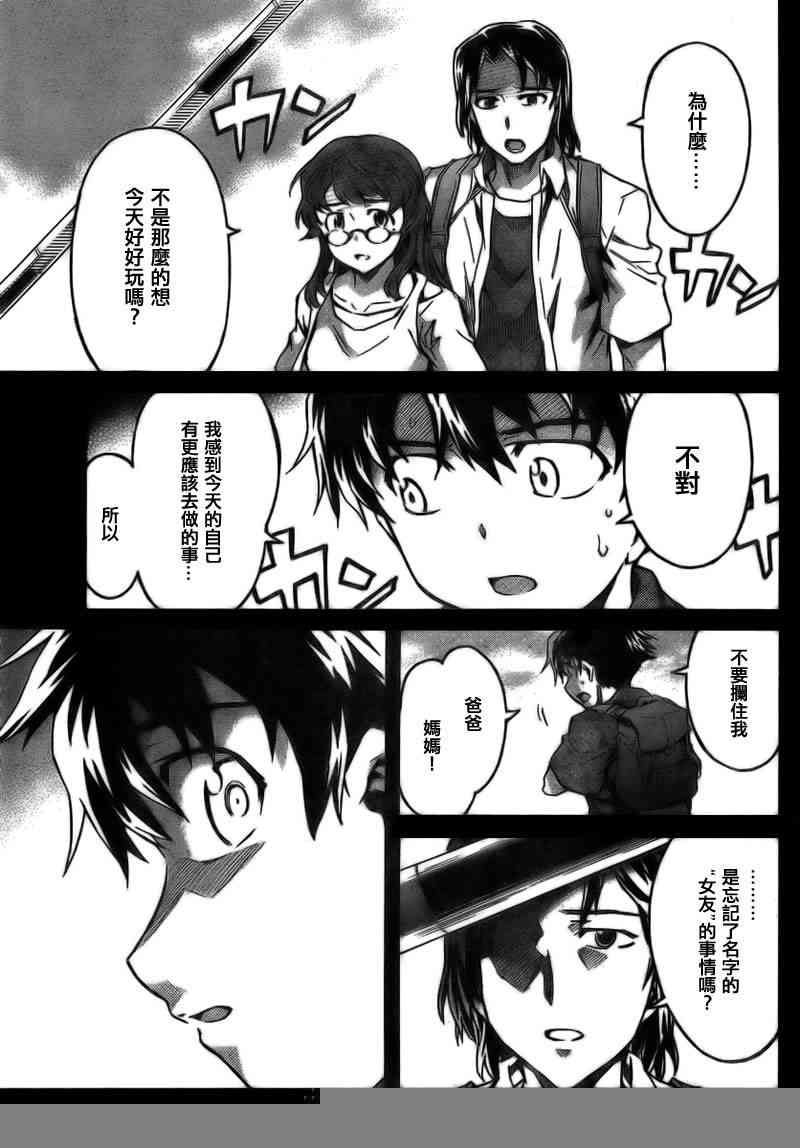 為什麼……
不是那麼的想
今天好好玩嗎？
カン
カン
不對
我感到今天的自己
有更應該去做的事…
所以
カン
カン
不要攔住我
爸爸
媽媽！
………
是忘記了名字的
"女友"的事情嗎？